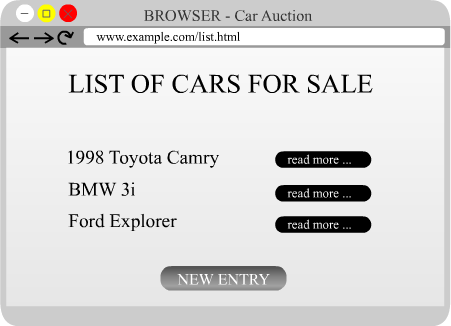 BROWSER - Car Auction
www.example.com/list.html
LIST OF CARS FOR SALE
1998 Toyota Camry read more ...
BMW 3i read more ...
Ford Explorer read more ...
NEW ENTRY